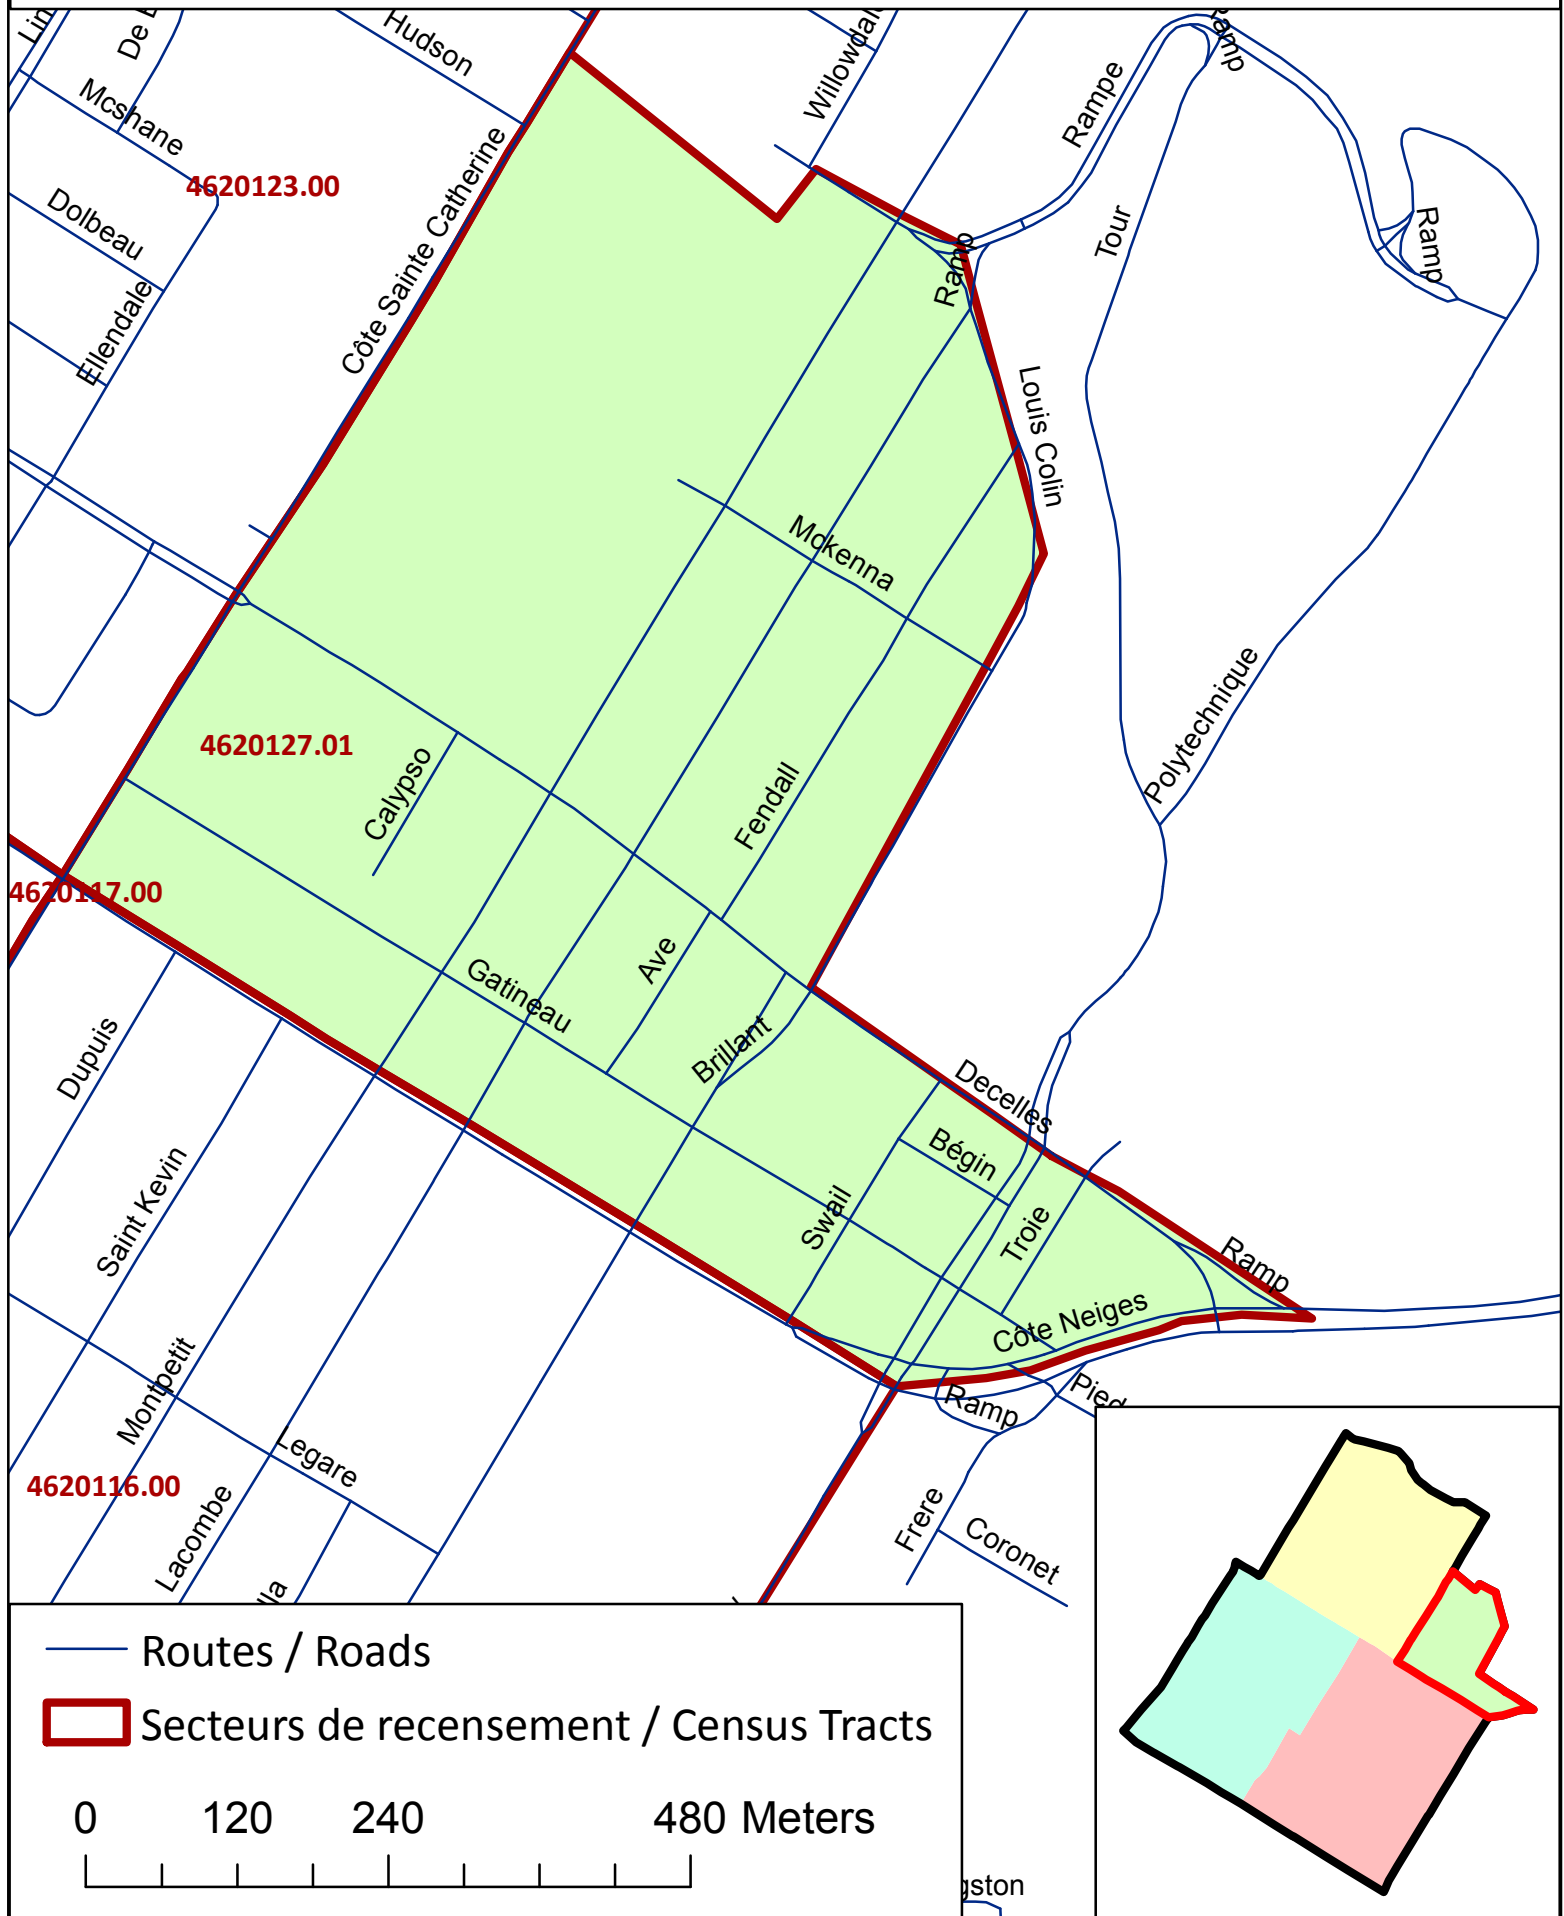 Hudson
Mcshane
4620123.00
Dolbeau
Ellendale
Côte Sainte Catherine
Rampe
Ramp
Tour
Ramp
Ramp
Louis Colin
Mckenna
Polytechnique
4620127.01
Calypso
Fendall
4620117.00
Gatineau
Ave
Brillant
Dupuis
Decelles
Bégin
Saint Kevin
Swail
Troie
Ramp
Côte Neiges
Montpetit
Ramp
Legare
4620116.00
Lacombe
Frere
Coronet
Routes / Roads
Secteurs de recensement / Census Tracts
0 120 240 480 Meters